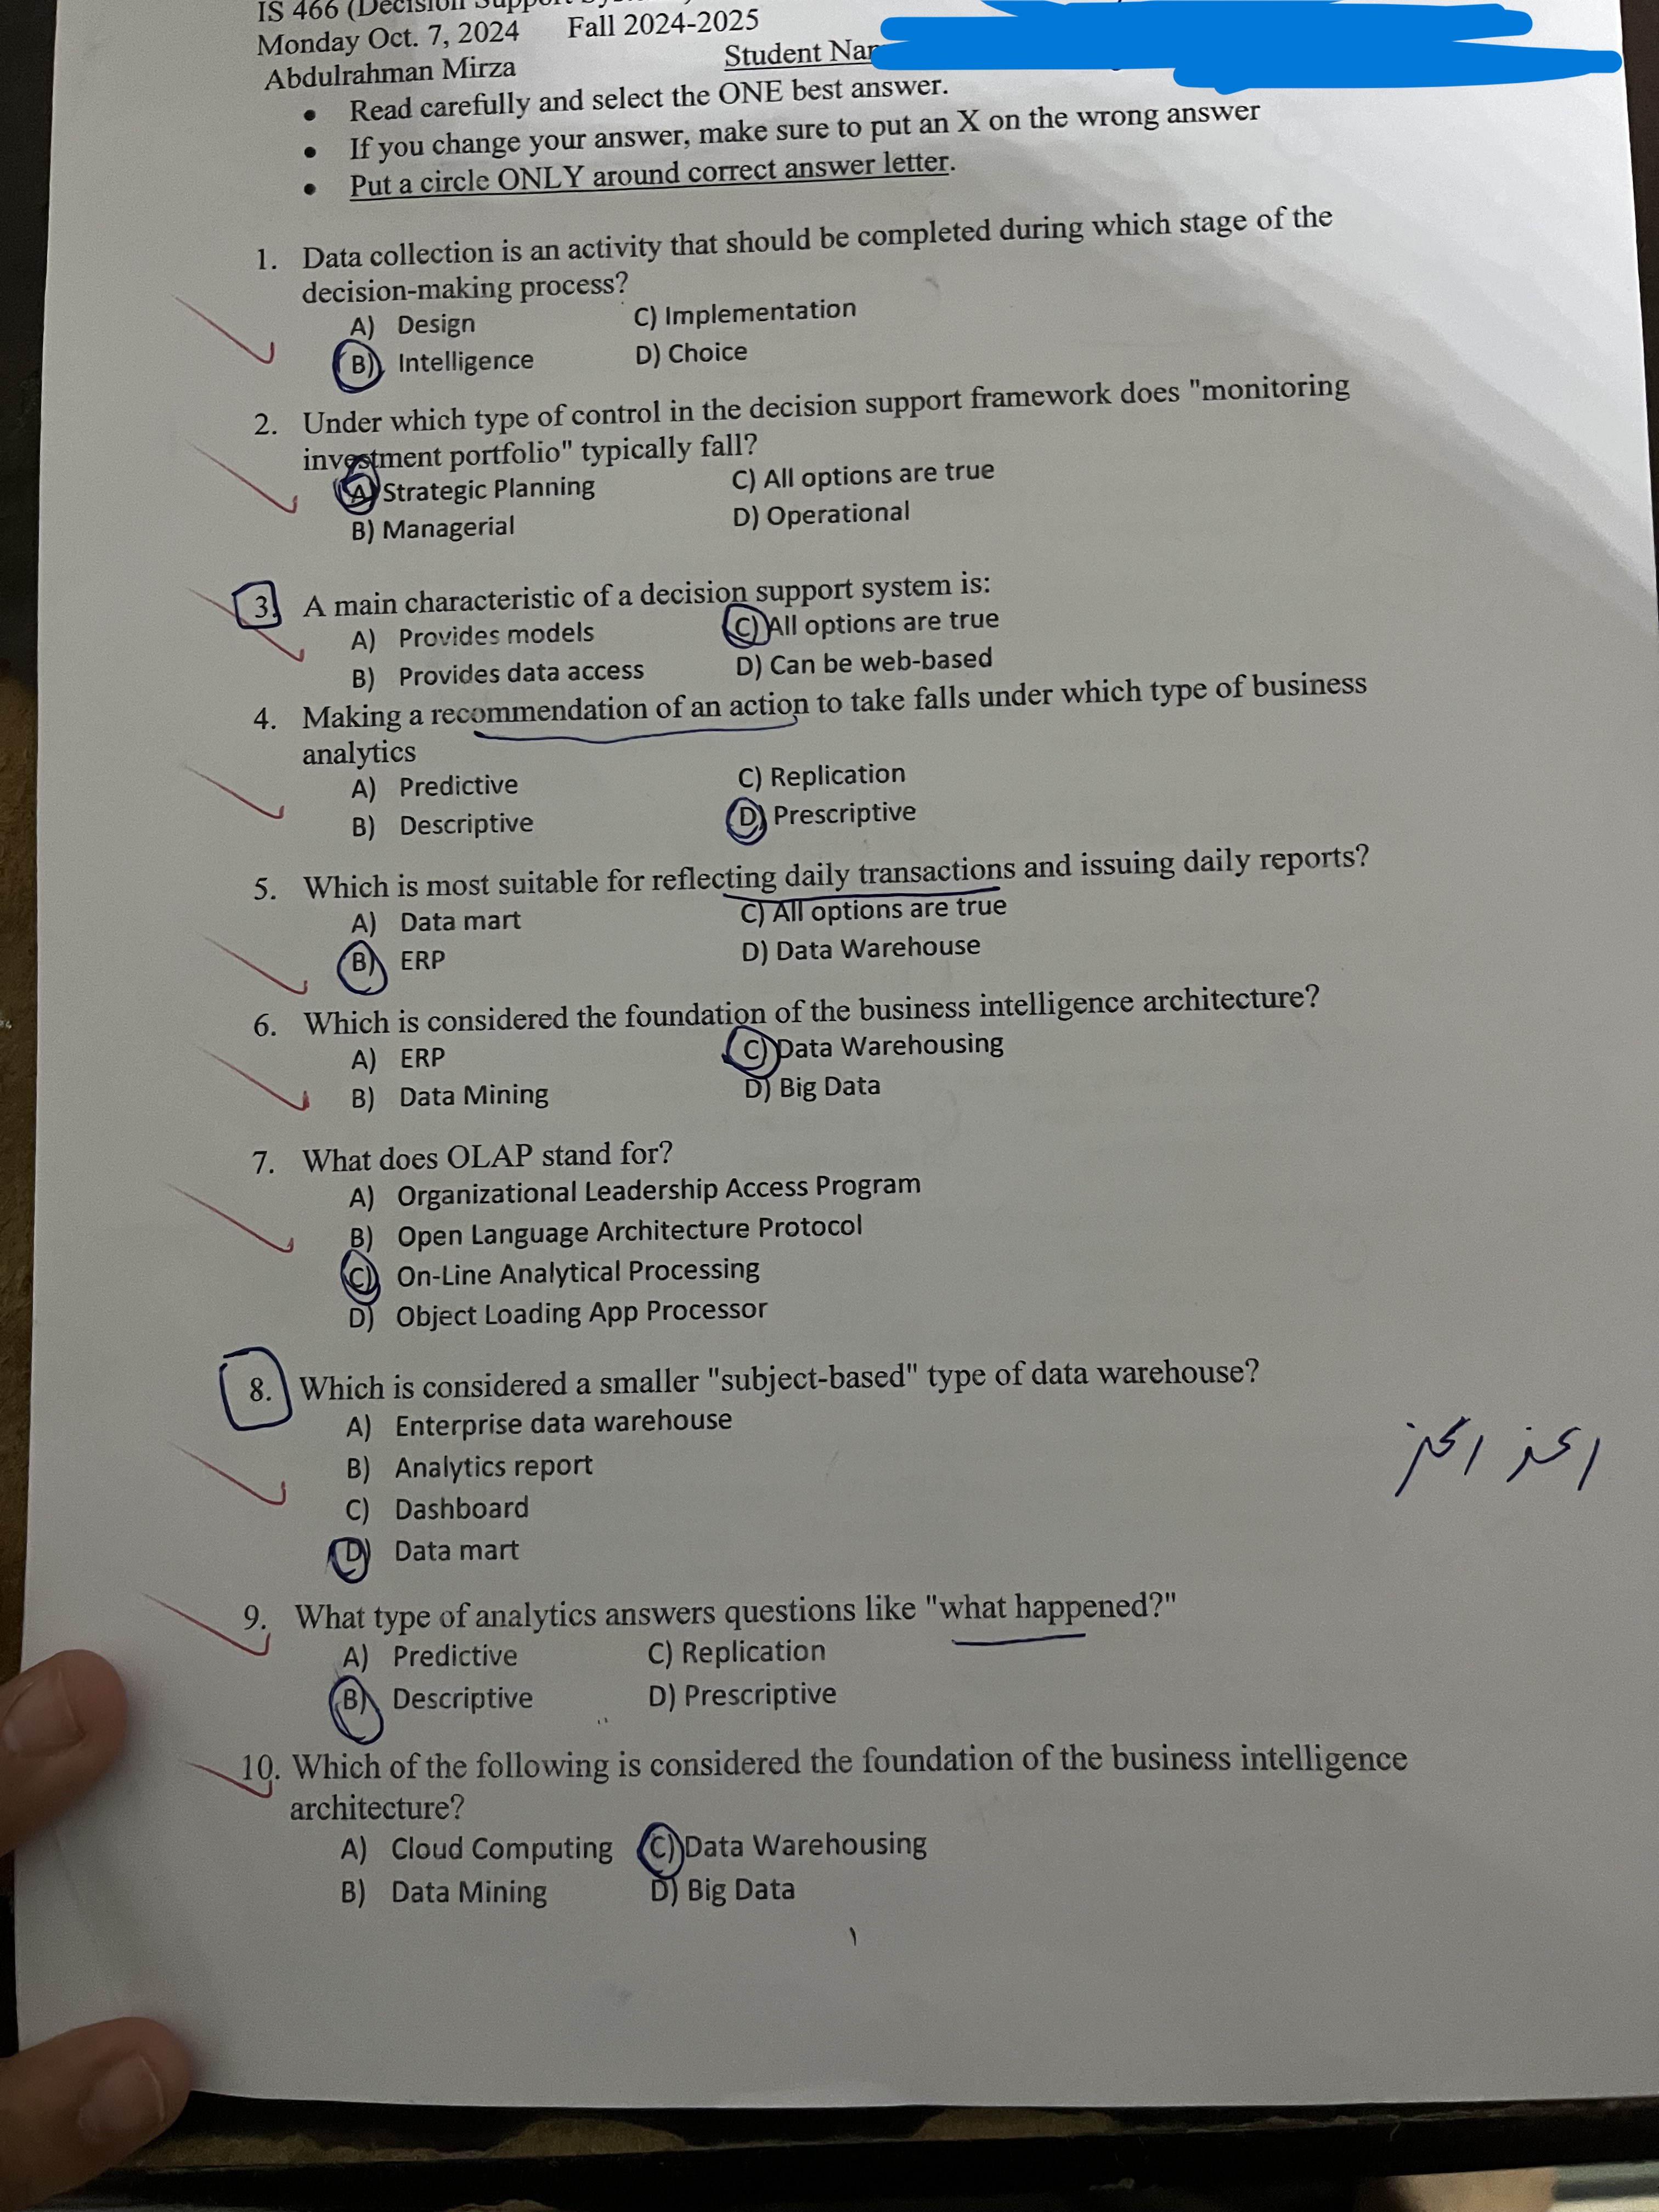 IS 466 (Decision Support
Monday Oct. 7, 2024 Fall 2024-2025
Abdulrahman Mirza Student Nam
• Read carefully and select the ONE best answer.
• If you change your answer, make sure to put an X on the wrong answer
• Put a circle ONLY around correct answer letter.
1. Data collection is an activity that should be completed during which stage of the
decision-making process?
A) Design C) Implementation
B) Intelligence D) Choice
2. Under which type of control in the decision support framework does "monitoring
investment portfolio" typically fall?
A) Strategic Planning C) All options are true
B) Managerial D) Operational
3. A main characteristic of a decision support system is:
A) Provides models C) All options are true
B) Provides data access D) Can be web-based
4. Making a recommendation of an action to take falls under which type of business
analytics
A) Predictive C) Replication
B) Descriptive D) Prescriptive
5. Which is most suitable for reflecting daily transactions and issuing daily reports?
A) Data mart C) All options are true
B) ERP D) Data Warehouse
6. Which is considered the foundation of the business intelligence architecture?
A) ERP C) Data Warehousing
B) Data Mining D) Big Data
7. What does OLAP stand for?
A) Organizational Leadership Access Program
B) Open Language Architecture Protocol
C) On-Line Analytical Processing
D) Object Loading App Processor
8. Which is considered a smaller "subject-based" type of data warehouse?
A) Enterprise data warehouse
B) Analytics report
C) Dashboard
D) Data mart
9. What type of analytics answers questions like "what happened?"
A) Predictive C) Replication
B) Descriptive D) Prescriptive
10. Which of the following is considered the foundation of the business intelligence
architecture?
A) Cloud Computing C) Data Warehousing
B) Data Mining D) Big Data